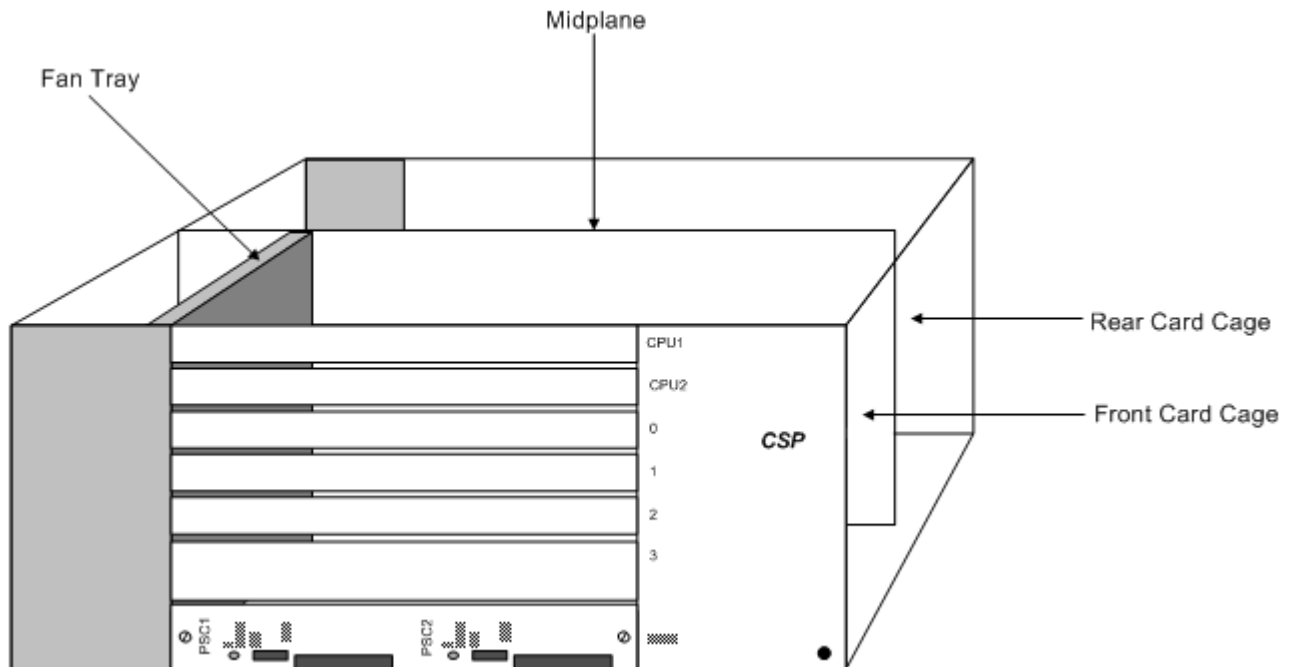 Midplane
Fan Tray
CPU1
Rear Card Cage
CPU2
Front Card Cage
0
CSP
1
2
3
PSC1
PSC2